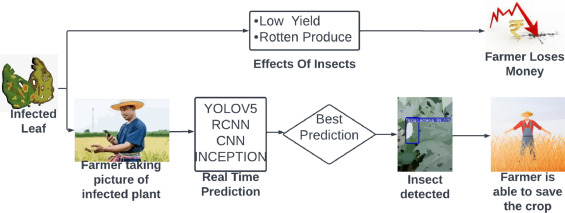 •Low Yield
•Rotten Produce
Effects Of Insects
Farmer Loses
Money
Infected
Leaf
Farmer taking
picture of
infected plant
YOLOV5
RCNN
CNN
INCEPTION
Real Time
Prediction
Best
Prediction
Insect
detected
Farmer is
able to save
the crop